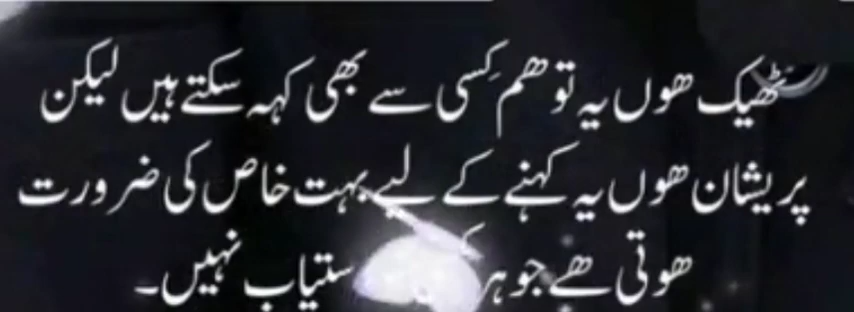 ٹھیک ھوں یہ تو ھم کسی سے بھی کہہ سکتے ہیں لیکن
پریشان ھوں یہ کہنے کے لیے بہت خاص کی ضرورت
ھوتی ھے جو ہر ستیاب نہیں۔